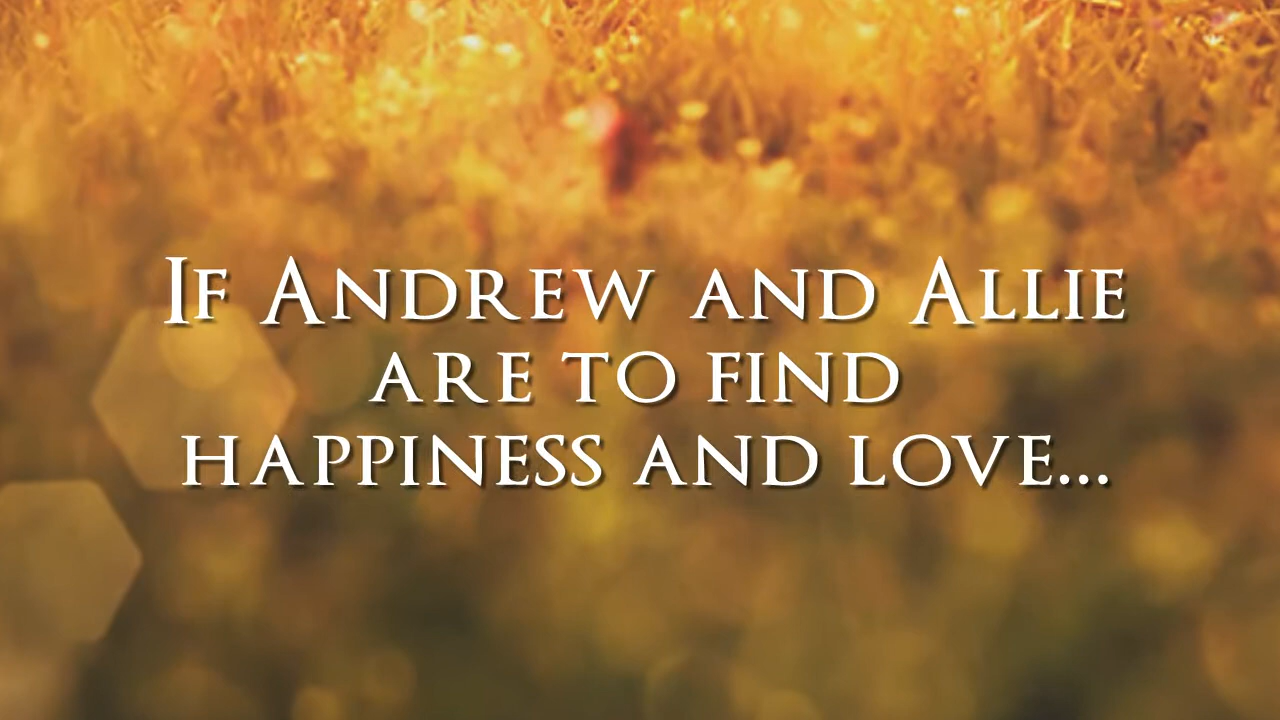 If Andrew and Allie
are to find
happiness and love...